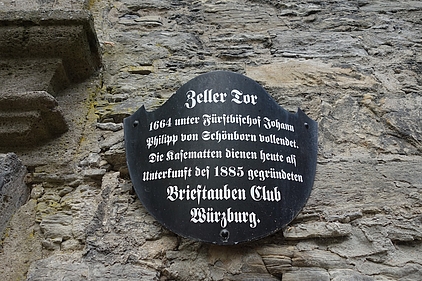 Zeller Tor
1664 unter Fürstbischof Johann
Philipp von Schönborn vollendet.
Die Kasematten dienen heute als
Unterkunft des 1885 gegründeten
Brieftauben Club
Würzburg.